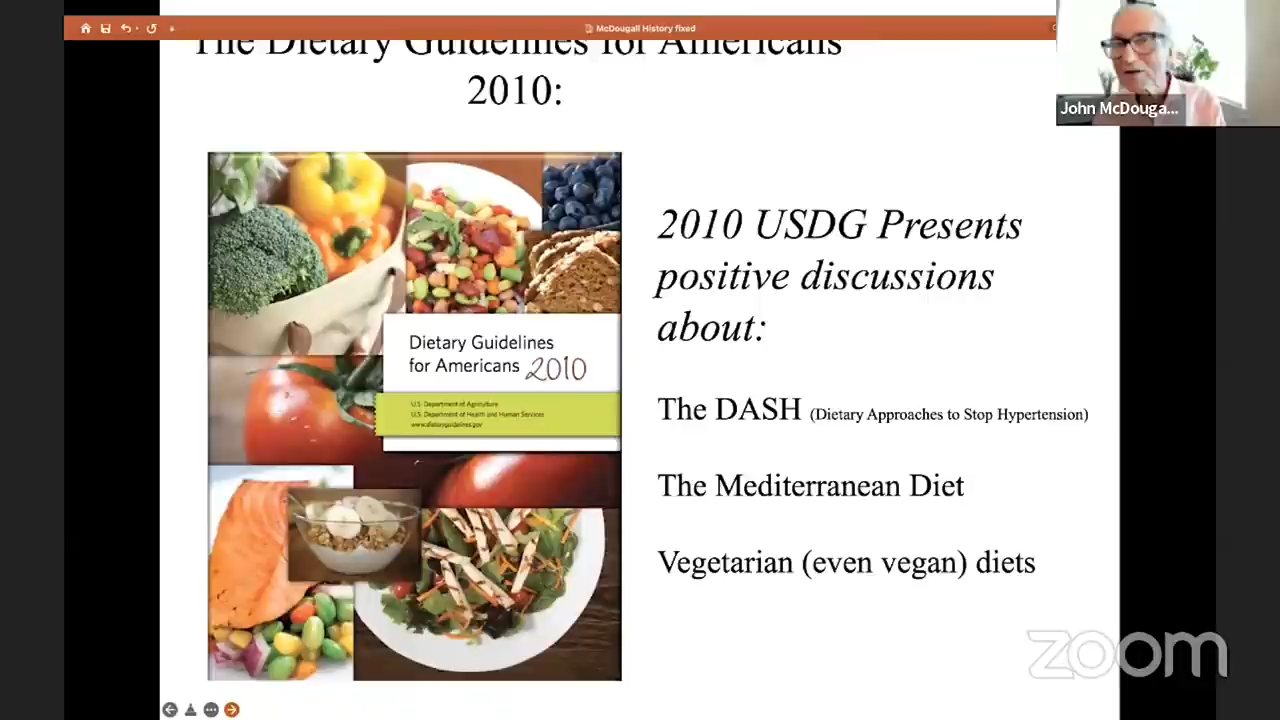 McDougall History fixed
The Dietary Guidelines for Americans
2010:
John McDouga...
Dietary Guidelines
for Americans 2010
U.S. Department of Agriculture
U.S. Department of Health and Human Services
www.dietaryguidelines.gov
2010 USDG Presents
positive discussions
about:
The DASH (Dietary Approaches to Stop Hypertension)
The Mediterranean Diet
Vegetarian (even vegan) diets
zoom